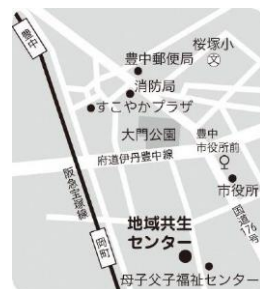 桜塚小
豊中郵便局
文
豊中
消防局
すこやかプラザ
大門公園
豊中
市役所前
府道伊丹豊中線
市役所
阪急宝塚線
国道176号
岡町
地域共生
センター
母子父子福祉センター